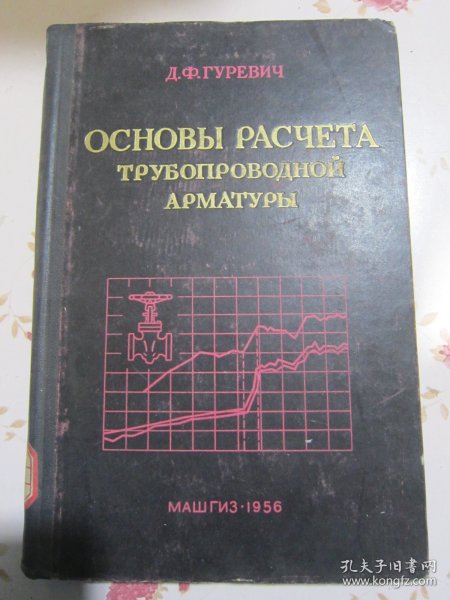 Д.Ф.ГУРЕВИЧ
ОСНОВЫ РАСЧЕТА
ТРУБОПРОВОДНОЙ
АРМАТУРЫ
МАШГИЗ·1956
孔夫子旧书网
www.kongfz.com